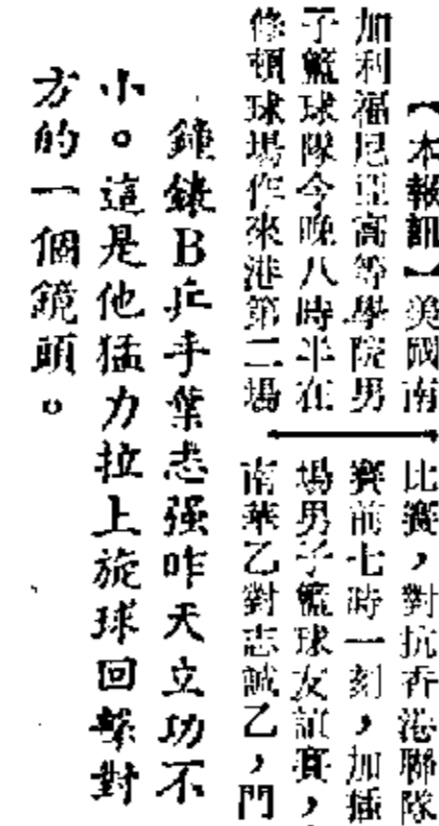 【本報訊】美國南
加利福尼亞高等學院男
子籃球隊今晚八時半在
修頓球場作來港第二場
比賽，對抗香港聯隊
賽前七時一刻，加插
場男子籃球友誼賽，
南華乙對志誠乙，門
鐘錶B乒手葉志强昨天立功不
小。這是他猛力拉上旋球回擊對
方的一個鏡頭。